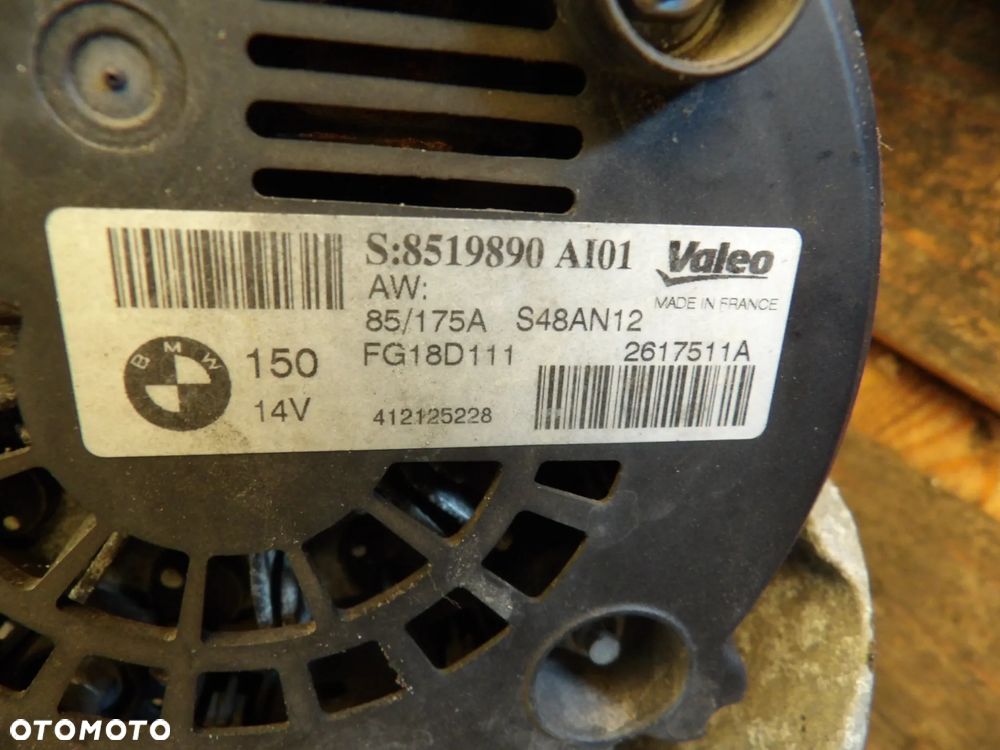 S:8519890 AI01
Valeo
MADE IN FRANCE
AW:
85/175A S48AN12
BMW
150
FG18D111
2617511A
14V
412125228
OTOMOTO